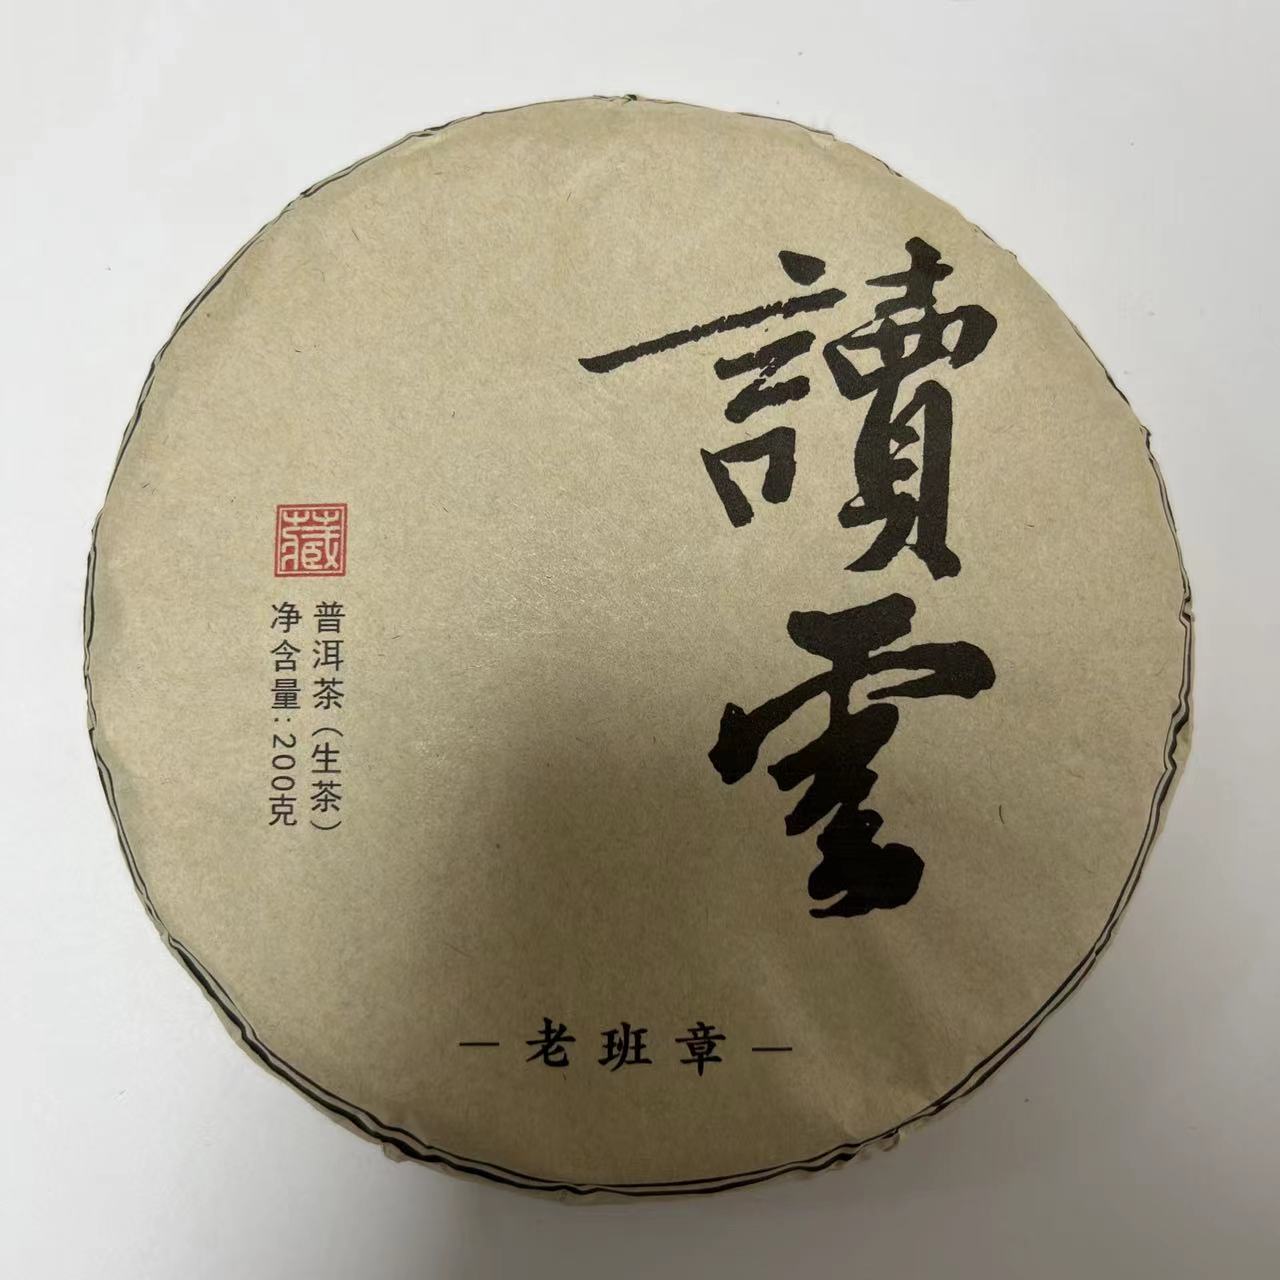 讀雲
藏
普洱茶（生茶）
净含量：200克
— 老班章 —